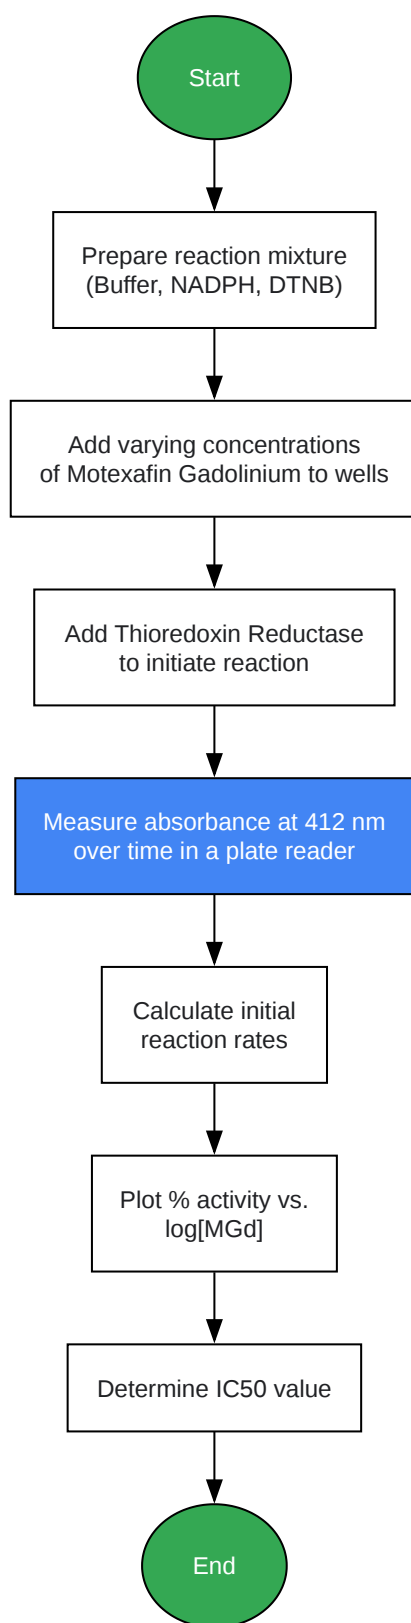 Start
Prepare reaction mixture
(Buffer, NADPH, DTNB)
Add varying concentrations
of Motexafin Gadolinium to wells
Add Thioredoxin Reductase
to initiate reaction
Measure absorbance at 412 nm
over time in a plate reader
Calculate initial
reaction rates
Plot % activity vs.
log[MGd]
Determine IC50 value
End